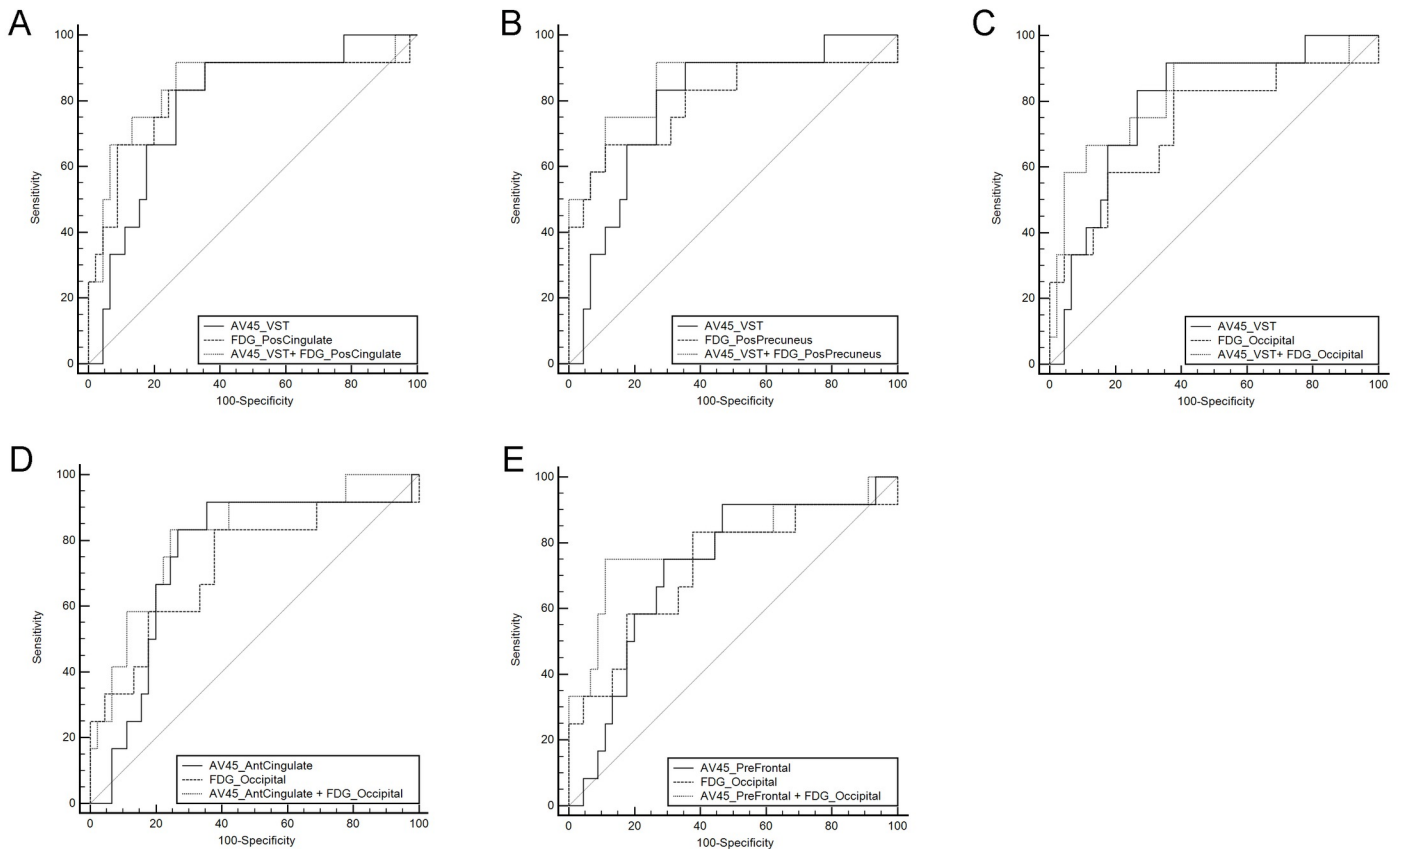 A
100
80
60
40
20
0
Sensitivity
AV45_VST
FDG_PosCingulate
AV45_VST+ FDG_PosCingulate
0 20 40 60 80 100
100-Specificity
B
100
80
60
40
20
0
Sensitivity
AV45_VST
FDG_PosPrecuneus
AV45_VST+ FDG_PosPrecuneus
0 20 40 60 80 100
100-Specificity
C
100
80
60
40
20
0
Sensitivity
AV45_VST
FDG_Occipital
AV45_VST+ FDG_Occipital
0 20 40 60 80 100
100-Specificity
D
100
80
60
40
20
0
Sensitivity
AV45_AntCingulate
FDG_Occipital
AV45_AntCingulate + FDG_Occipital
0 20 40 60 80 100
100-Specificity
E
100
80
60
40
20
0
Sensitivity
AV45_PreFrontal
FDG_Occipital
AV45_PreFrontal + FDG_Occipital
0 20 40 60 80 100
100-Specificity